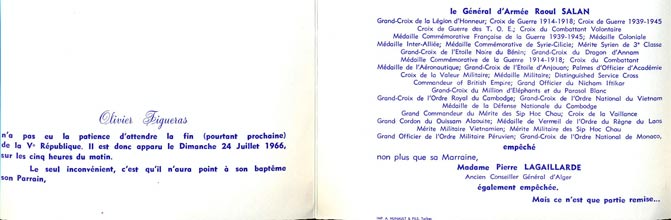 Olivier Figueras
n'a pas eu la patience d'attendre la fin (pourtant prochaine)
de la Vᵉ République. Il est donc apparu le Dimanche 24 Juillet 1966,
sur les cinq heures du matin.
Le seul inconvénient, c'est qu'il n'aura point à son baptême
son Parrain,
le Général d'Armée Raoul SALAN
Grand-Croix de la Légion d'Honneur; Croix de Guerre 1914-1918; Croix de Guerre 1939-1945
Croix de Guerre des T. O. E.; Croix du Combattant Volontaire
Médaille Commémorative Française de la Guerre 1939-1945; Médaille Coloniale
Médaille Inter-Alliée; Médaille Commémorative de Syrie-Cilicie; Mérite Syrien de 3ᵉ Classe
Grand-Croix de l'Etoile Noire du Bénin; Grand-Croix du Dragon d'Annam
Médaille Commémorative de la Guerre 1914-1918; Croix du Combattant
Médaille de l'Aéronautique; Grand-Croix de l'Etoile d'Anjouan; Palmes d'Officier d'Académie
Croix de la Valeur Militaire; Médaille Militaire; Distinguished Service Cross
Commander of British Empire; Grand Officier du Nicham Iftikar
Grand-Croix du Million d'Eléphants et du Parasol Blanc
Grand-Croix de l'Ordre Royal du Cambodge; Grand-Croix de l'Ordre National du Vietnam
Médaille de la Défense Nationale du Cambodge
Grand Commandeur du Mérite des Sip Hoc Chau; Croix de la Vaillance
Grand Cordon du Ouissam Alaouite; Médaille de Vermeil de l'Ordre du Règne du Laos
Mérite Militaire Vietnamien; Mérite Militaire des Sip Hoc Chau
Grand Officier de l'Ordre Militaire Péruvien; Grand-Croix de l'Ordre National de Monaco,
empêché
non plus que sa Marraine,
Madame Pierre LAGAILLARDE
Ancien Conseiller Général d'Alger
également empêchée.
Mais ce n'est que partie remise...
IMP. A. & FILS,